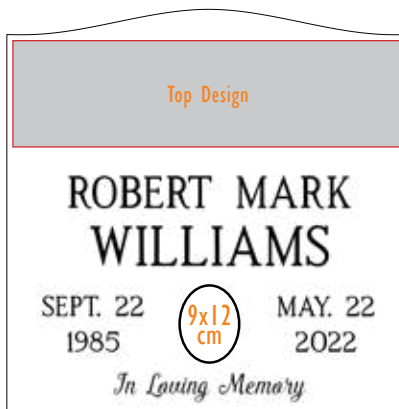 Top Design
ROBERT MARK
WILLIAMS
SEPT. 22
1985
9x12
cm
MAY. 22
2022
In Loving Memory